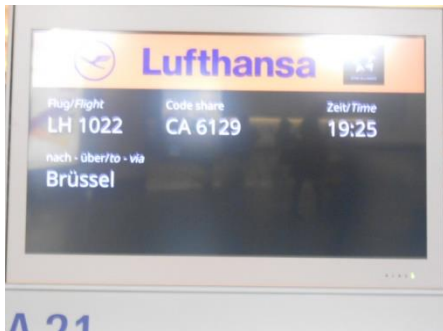 Lufthansa
Flug/Flight Code share Zeit/Time
LH 1022 CA 6129 19:25
nach - über/to - via
Brüssel
A 21